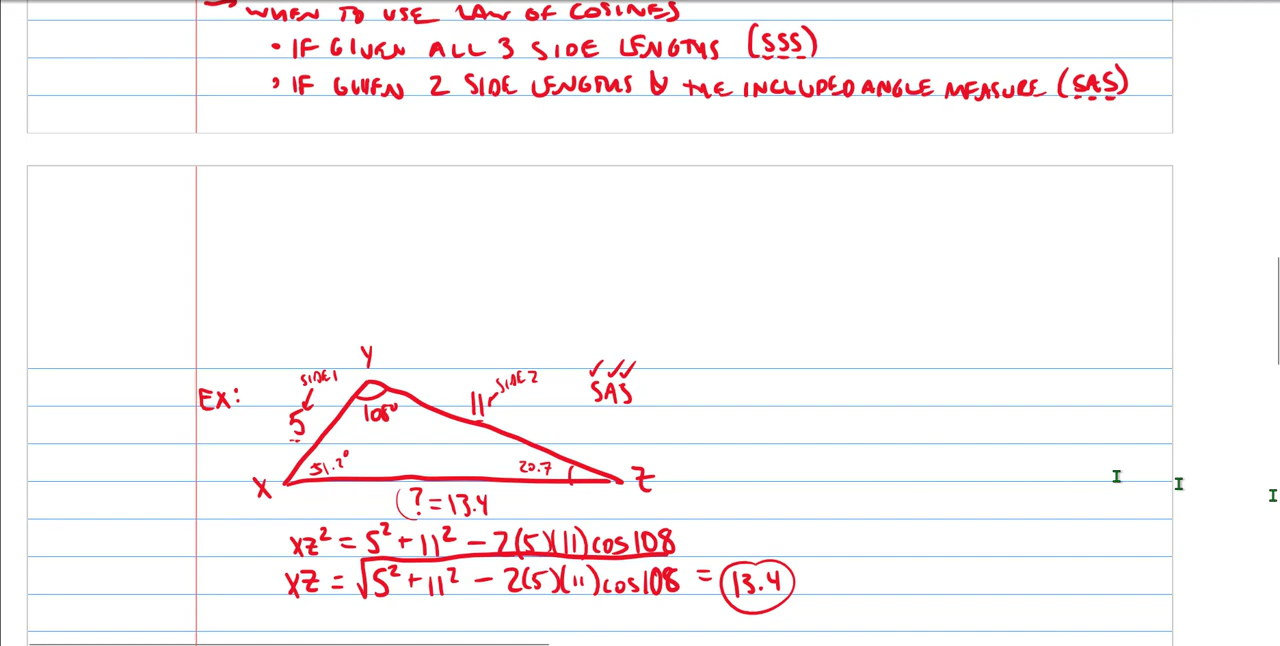 → WHEN TO USE LAW OF COSINES
• IF GIVEN ALL 3 SIDE LENGTHS (SSS)
• IF GIVEN 2 SIDE LENGTHS & THE INCLUDED ANGLE MEASURE (SAS)
Y
EX:
SIDE 1
5
108°
11
SIDE 2
SAS
X
51.2°
20.7
Z
? = 13.4
XZ² = 5² + 11² - 2(5)(11)cos108
XZ = √5² + 11² - 2(5)(11)cos108 = 13.4